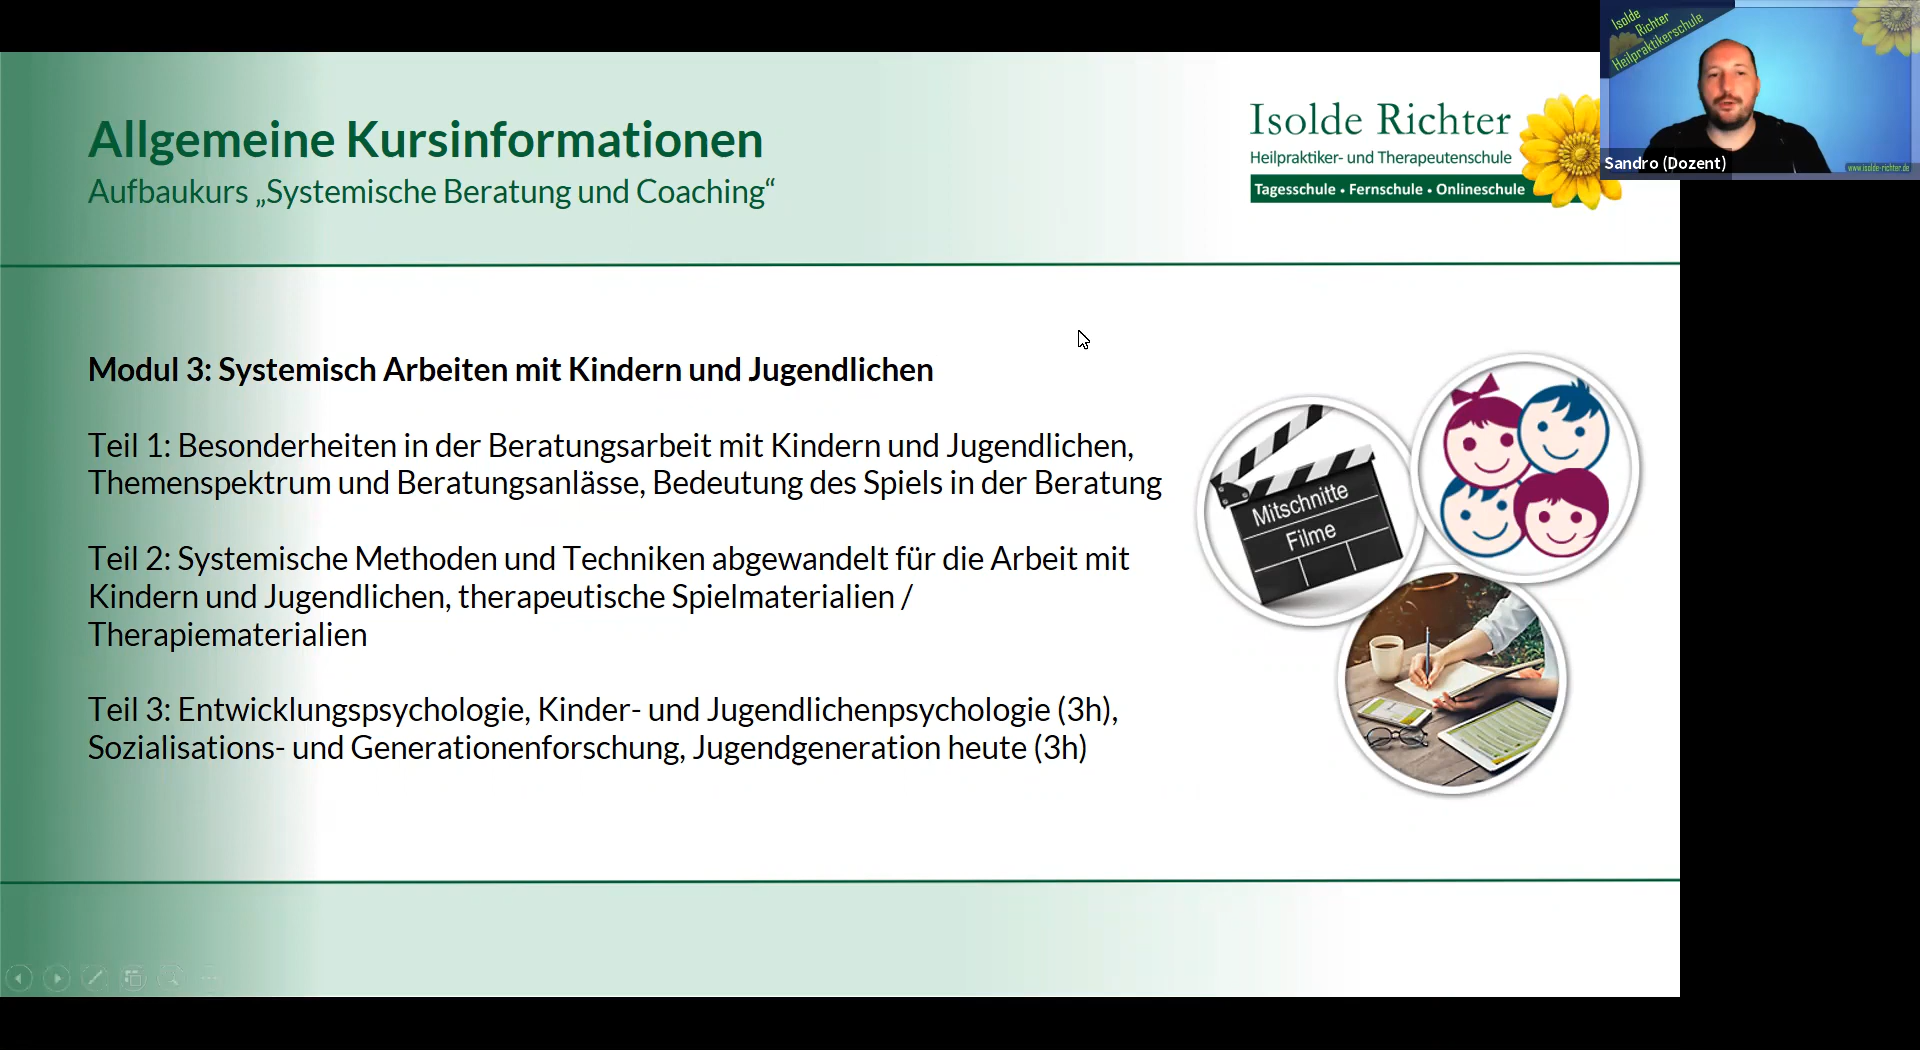 Allgemeine Kursinformationen
Aufbaukurs „Systemische Beratung und Coaching“
Isolde Richter
Heilpraktiker- und Therapeutenschule
Tagesschule • Fernschule • Onlineschule
Isolde
Richter
Heilpraktikerschule
Sandro (Dozent)
www.isolde-richter.de
Modul 3: Systemisch Arbeiten mit Kindern und Jugendlichen
Teil 1: Besonderheiten in der Beratungsarbeit mit Kindern und Jugendlichen,
Themenspektrum und Beratungsanlässe, Bedeutung des Spiels in der Beratung
Teil 2: Systemische Methoden und Techniken abgewandelt für die Arbeit mit
Kindern und Jugendlichen, therapeutische Spielmaterialien /
Therapiematerialien
Teil 3: Entwicklungspsychologie, Kinder- und Jugendlichenpsychologie (3h),
Sozialisations- und Generationenforschung, Jugendgeneration heute (3h)
Mitschnitte
Filme